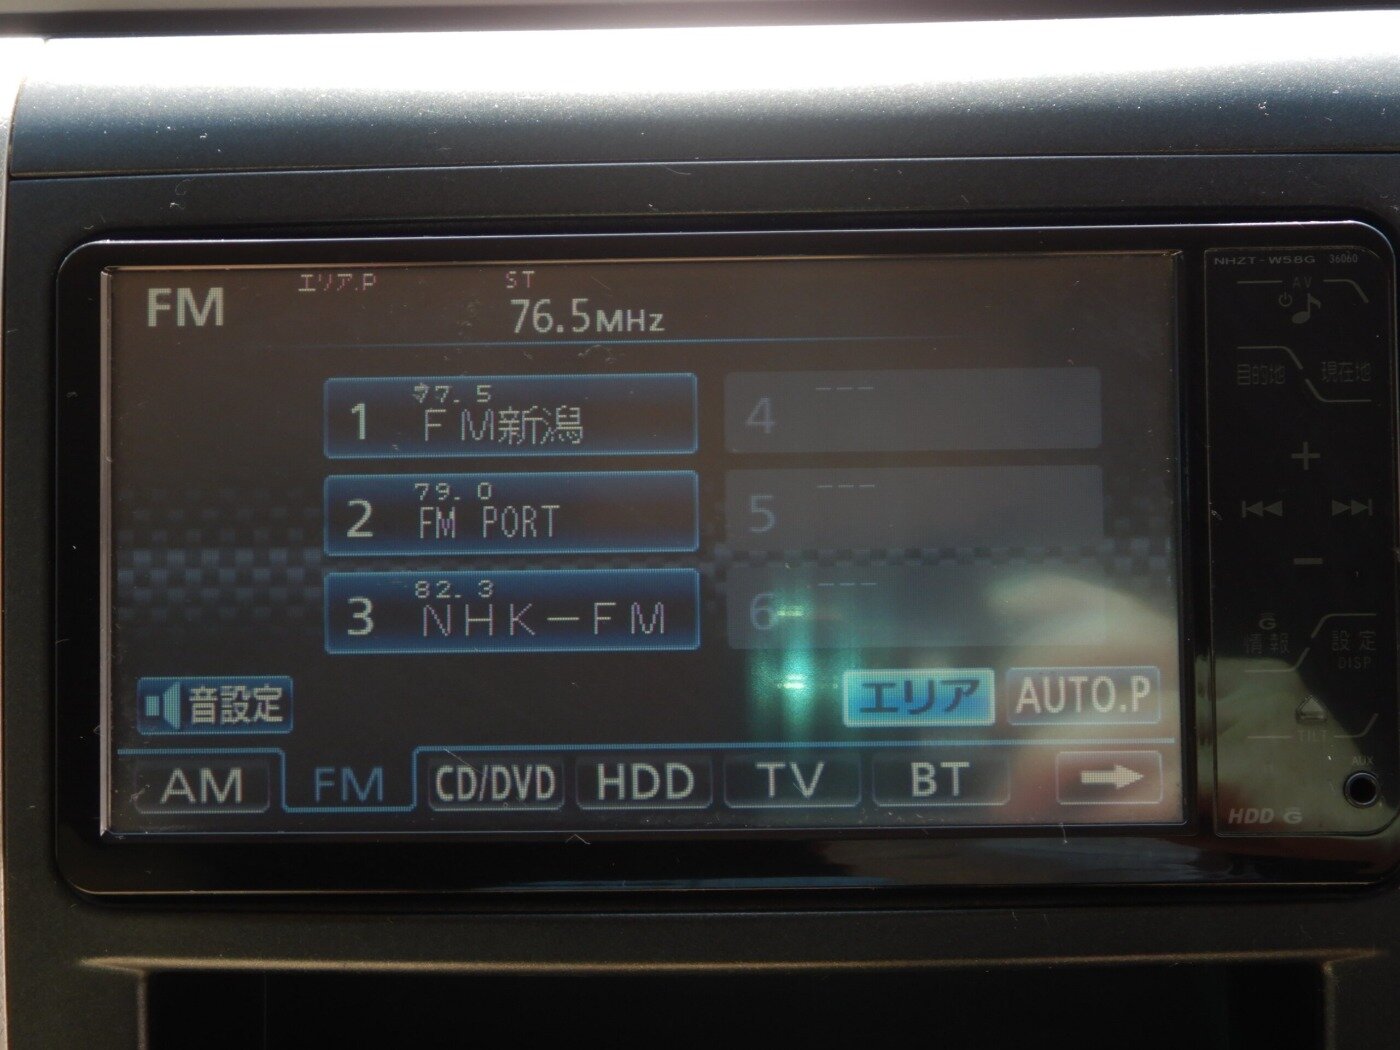 NHZT-W58G 36060
エリア.P
ST
FM
76.5MHz
1
77. 5
FM新潟
2
79. 0
FM PORT
3
82. 3
NHK-FM
4
---
5
---
6
---
音設定
エリア
AUTO.P
AM
FM
CD/DVD
HDD
TV
BT
AV
目的地
現在地
+
-
G
情報
設定
DISP
TILT
AUX
HDD G